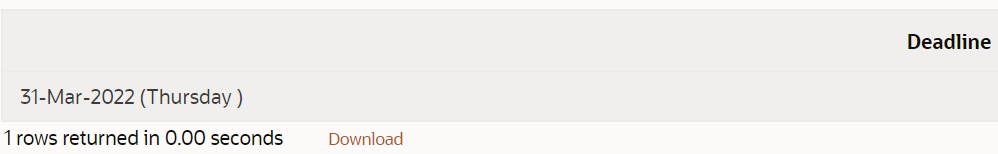 Deadline
31-Mar-2022 (Thursday )
1 rows returned in 0.00 seconds Download